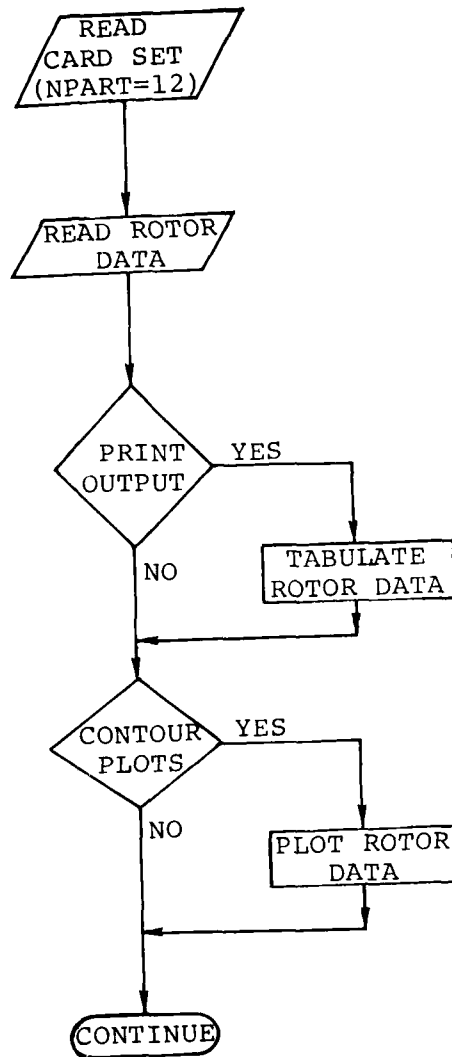 READ
CARD SET
(NPART=12)
READ ROTOR
DATA
PRINT
OUTPUT
YES
NO
TABULATE
ROTOR DATA
CONTOUR
PLOTS
YES
NO
PLOT ROTOR
DATA
CONTINUE